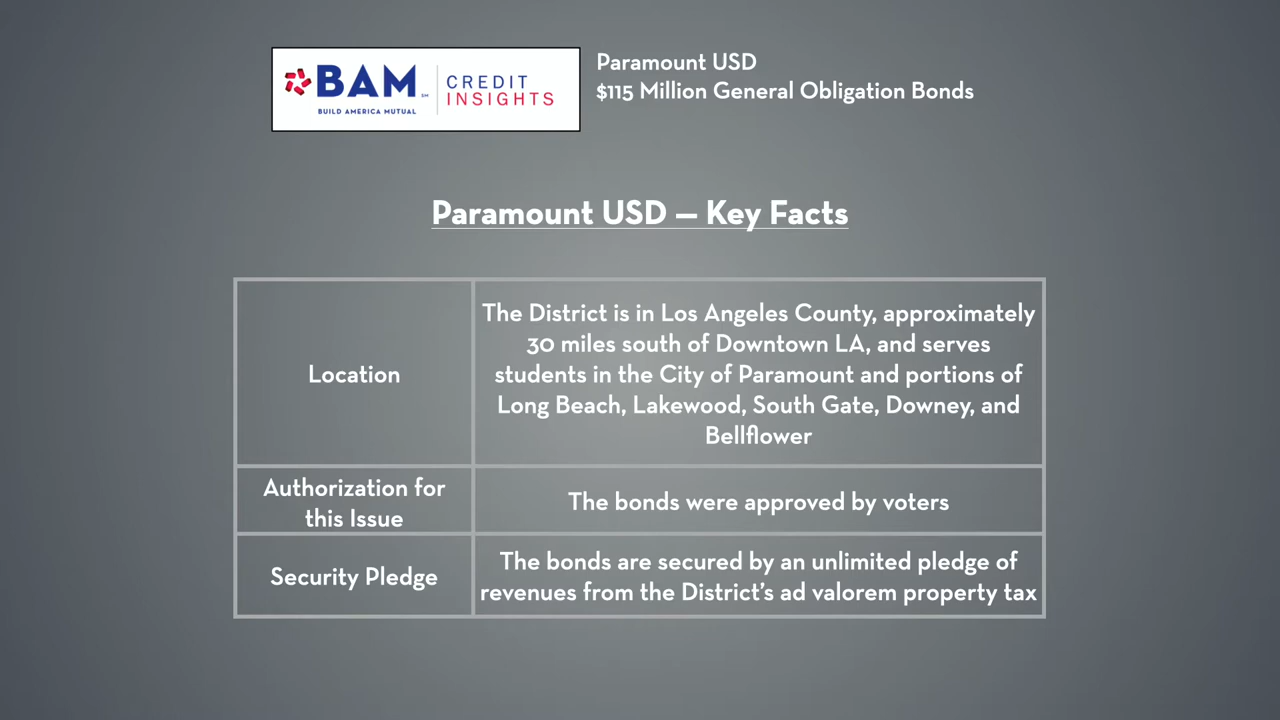 BAM SM
BUILD AMERICA MUTUAL
CREDIT
INSIGHTS
Paramount USD
$115 Million General Obligation Bonds
Paramount USD — Key Facts
Location
The District is in Los Angeles County, approximately
30 miles south of Downtown LA, and serves
students in the City of Paramount and portions of
Long Beach, Lakewood, South Gate, Downey, and
Bellflower
Authorization for
this Issue
The bonds were approved by voters
Security Pledge
The bonds are secured by an unlimited pledge of
revenues from the District’s ad valorem property tax